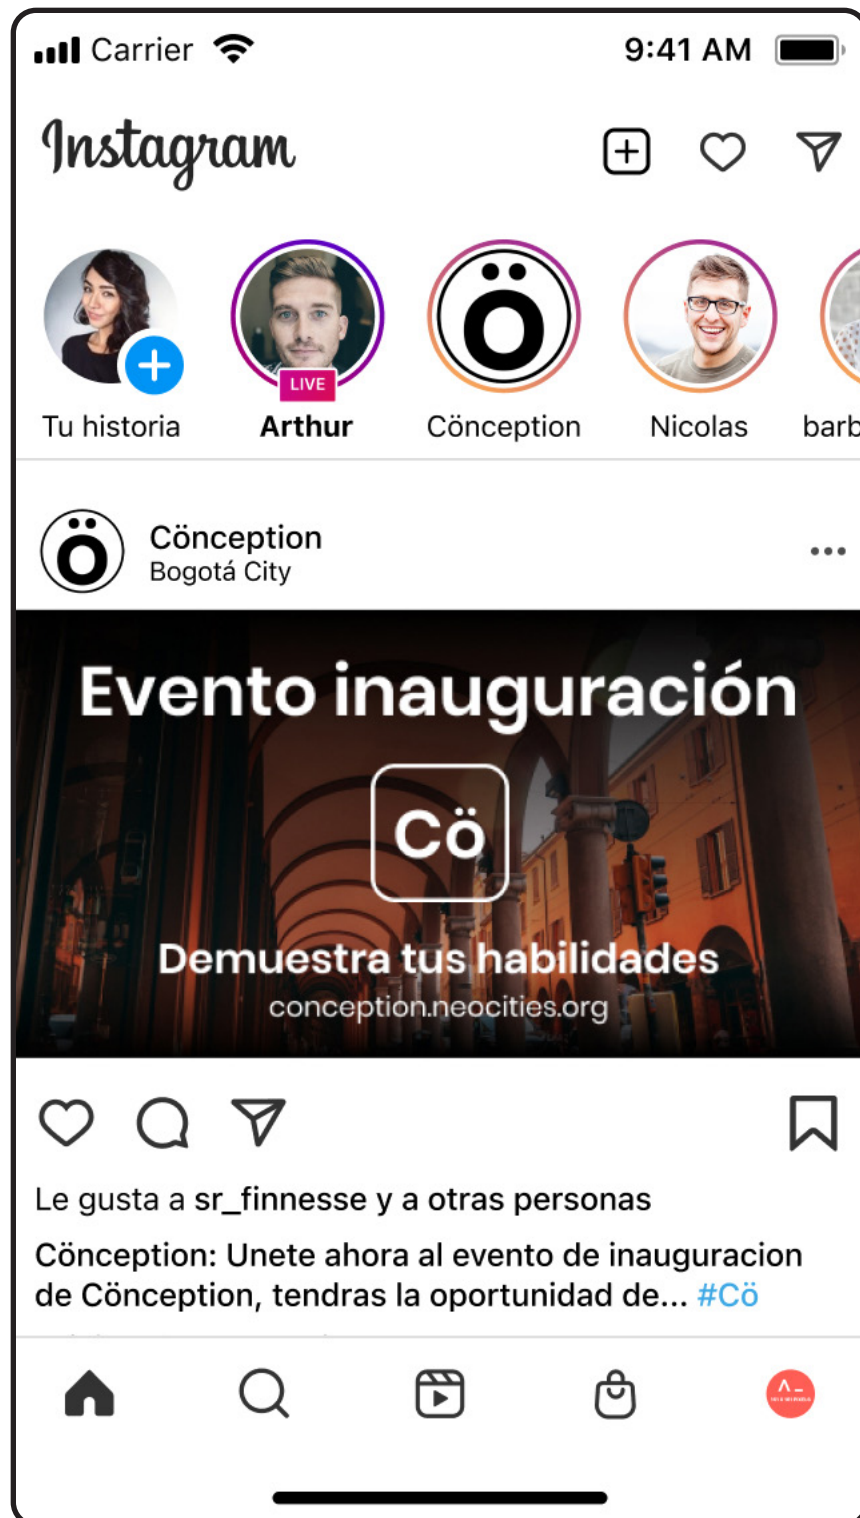 Carrier
9:41 AM
Instagram
LIVE
Ö
Tu historia
Arthur
Cönception
Nicolas
barb
Ö
Cönception
Bogotá City
Evento inauguración
Cö
Demuestra tus habilidades
conception.neocities.org
Le gusta a sr_finnesse y a otras personas
Cönception: Unete ahora al evento de inauguracion
de Cönception, tendras la oportunidad de... #Cö